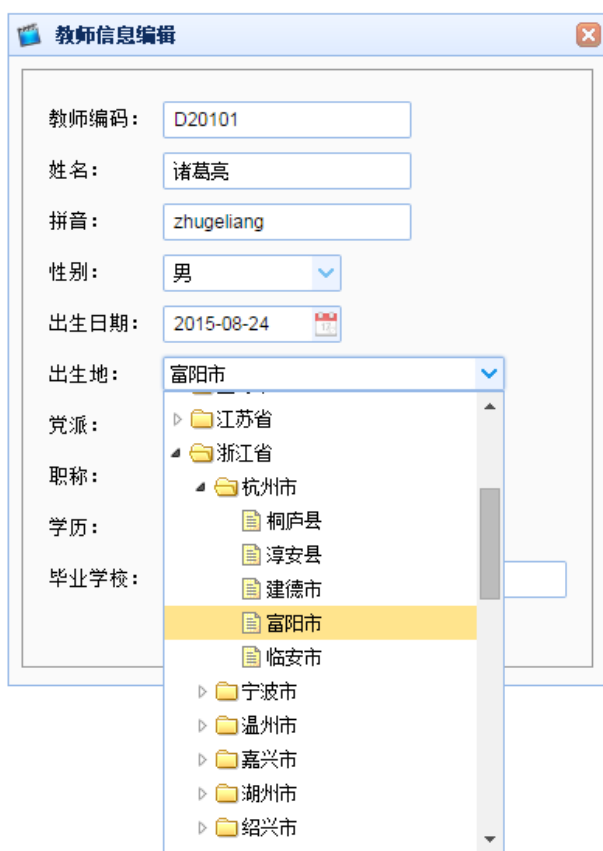 教师信息编辑
教师编码： D20101
姓名： 诸葛亮
拼音： zhugeliang
性别： 男
出生日期： 2015-08-24
出生地： 富阳市
党派：
职称：
学历：
毕业学校：
江苏省
浙江省
杭州市
桐庐县
淳安县
建德市
富阳市
临安市
宁波市
温州市
嘉兴市
湖州市
绍兴市